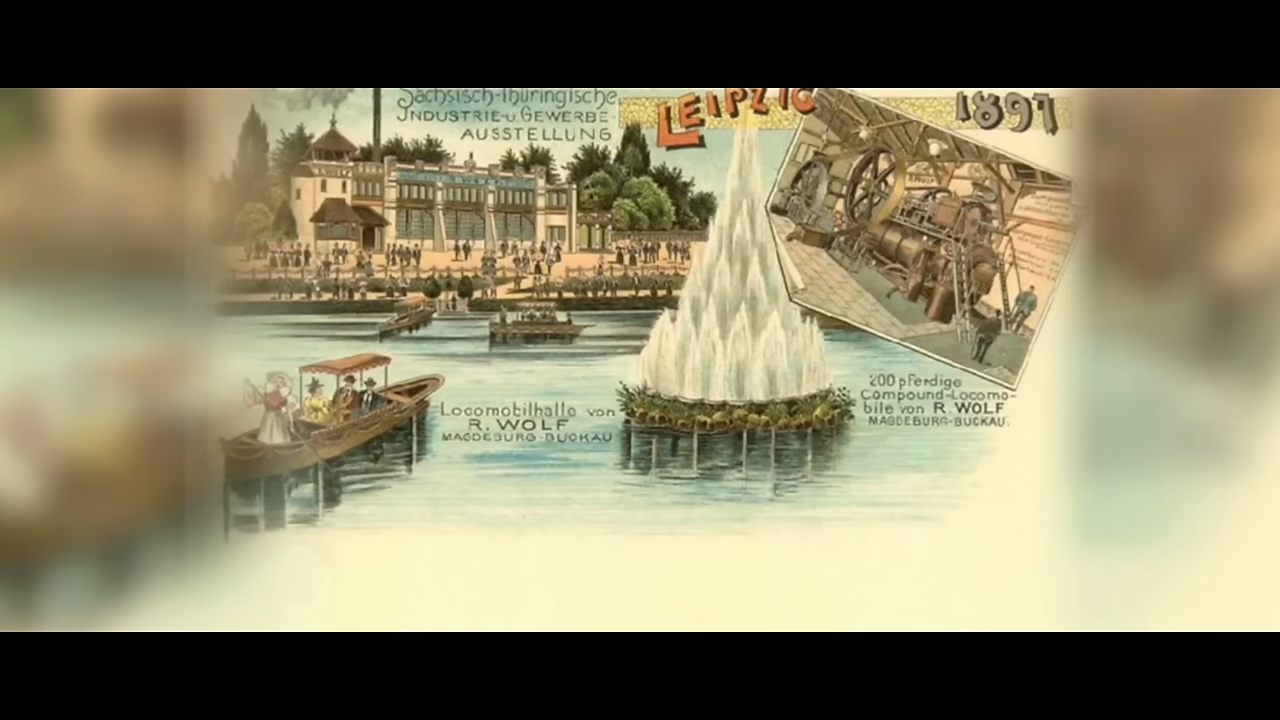 Sächsisch-Thüringische
INDUSTRIE-u. GEWERBE-
AUSSTELLUNG
LEIPZIG
1897
Locomobilhalle von
R. WOLF
MAGDEBURG-BUCKAU
200 pferdige
Compound-Locomo-
bile von R. WOLF
MAGDEBURG-BUCKAU.